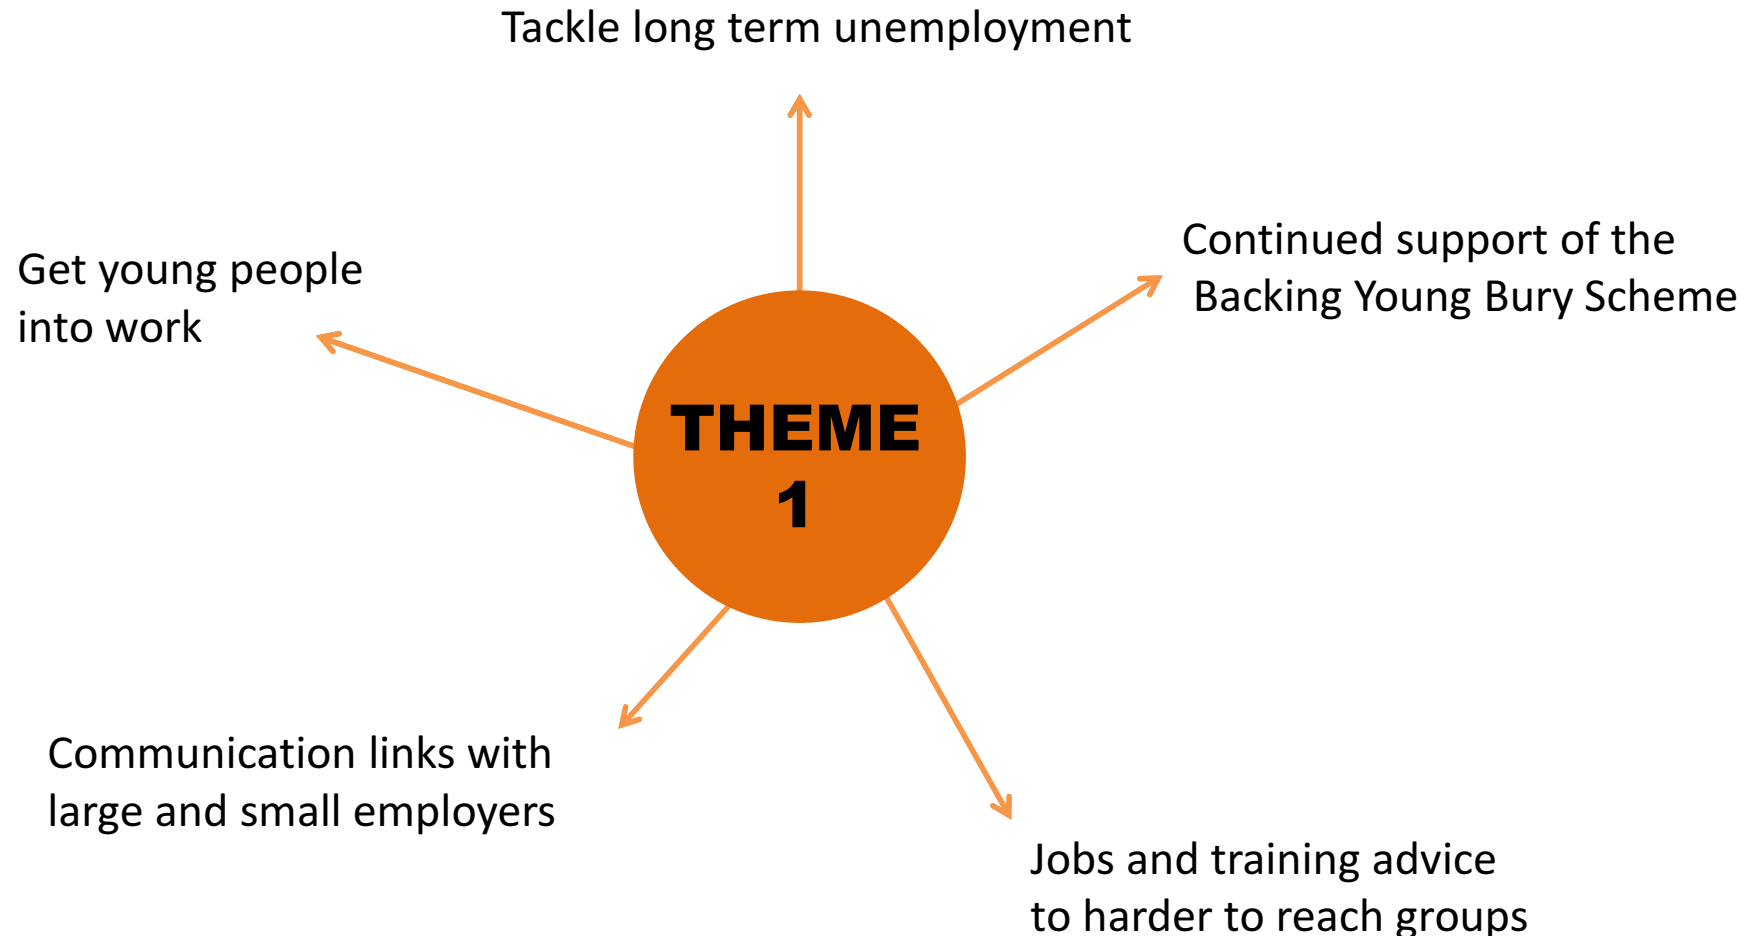 Tackle long term unemployment
Continued support of the
Backing Young Bury Scheme
Get young people
into work
THEME
1
Communication links with
large and small employers
Jobs and training advice
to harder to reach groups